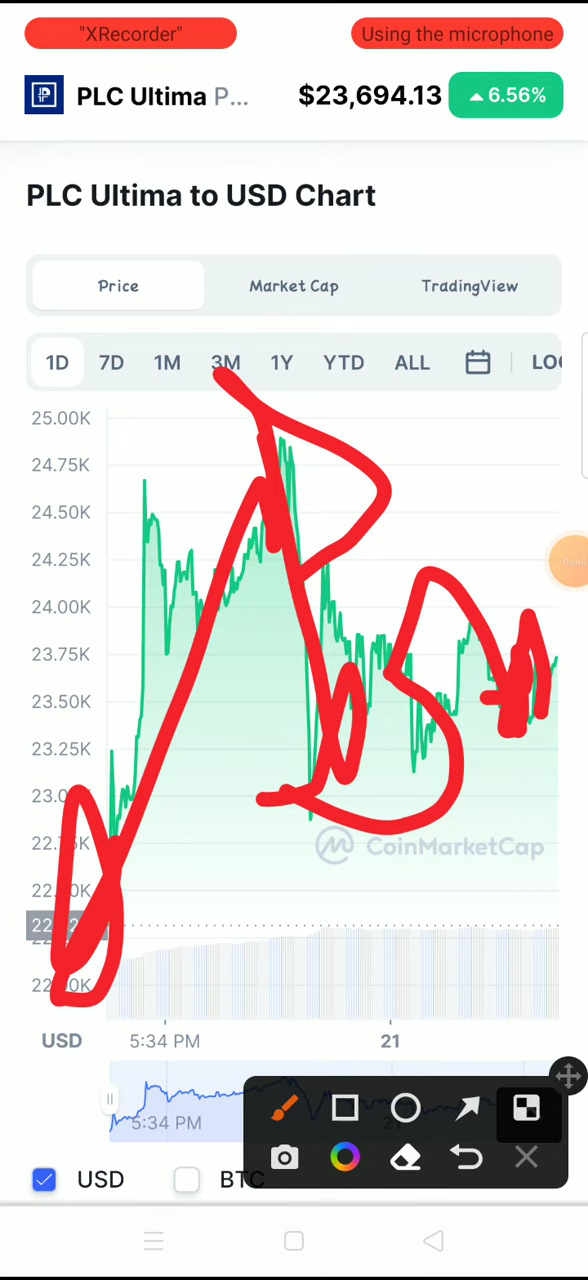 "XRecorder" Using the microphone
PLC Ultima P... $23,694.13 6.56%
PLC Ultima to USD Chart
Price Market Cap TradingView
1D 7D 1M 3M 1Y YTD ALL
25.00K
24.75K
24.50K
24.25K
24.00K
23.75K
23.50K
23.25K
CoinMarketCap
USD 5:34 PM 21
5:34 PM
USD BTC